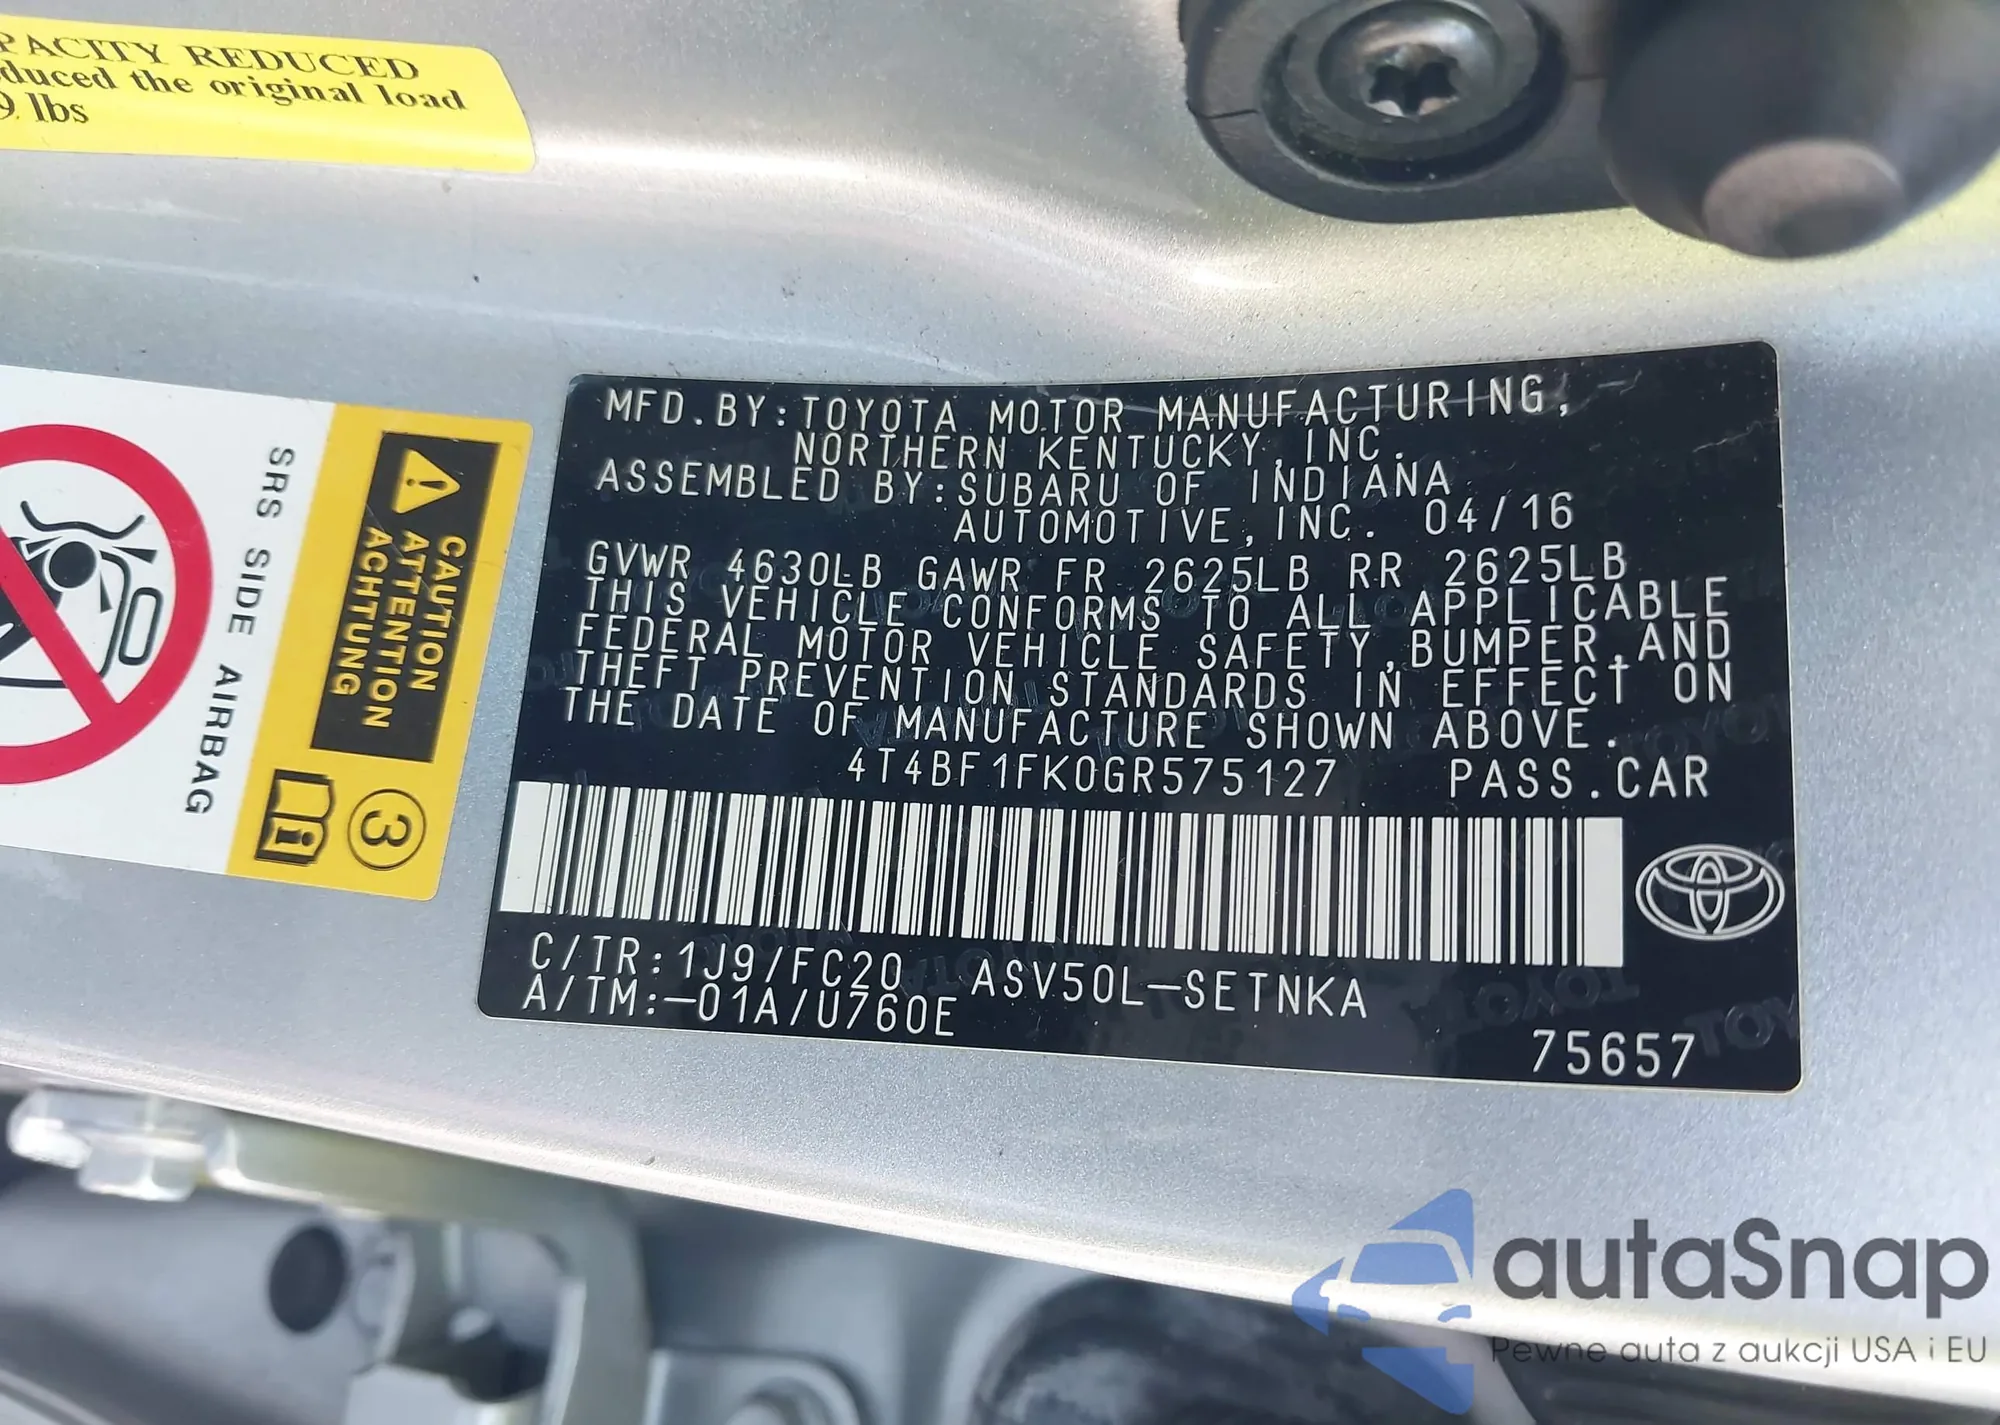 PACITY REDUCED
duced the original load
9 lbs
SRS SIDE AIRBAG
CAUTION
ATTENTION
ACHTUNG
3
i
MFD.BY:TOYOTA MOTOR MANUFACTURING,
NORTHERN KENTUCKY,INC.
ASSEMBLED BY:SUBARU OF INDIANA
AUTOMOTIVE,INC. 04/16
GVWR 4630LB GAWR FR 2625LB RR 2625LB
THIS VEHICLE CONFORMS TO ALL APPLICABLE
FEDERAL MOTOR VEHICLE SAFETY,BUMPER,AND
THEFT PREVENTION STANDARDS IN EFFECT ON
THE DATE OF MANUFACTURE SHOWN ABOVE.
4T4BF1FK0GR575127 PASS.CAR
C/TR:1J9/FC20 ASV50L-SETNKA
A/TM:-01A/U760E
75657
autaSnap
Pewne auta z aukcji USA i EU